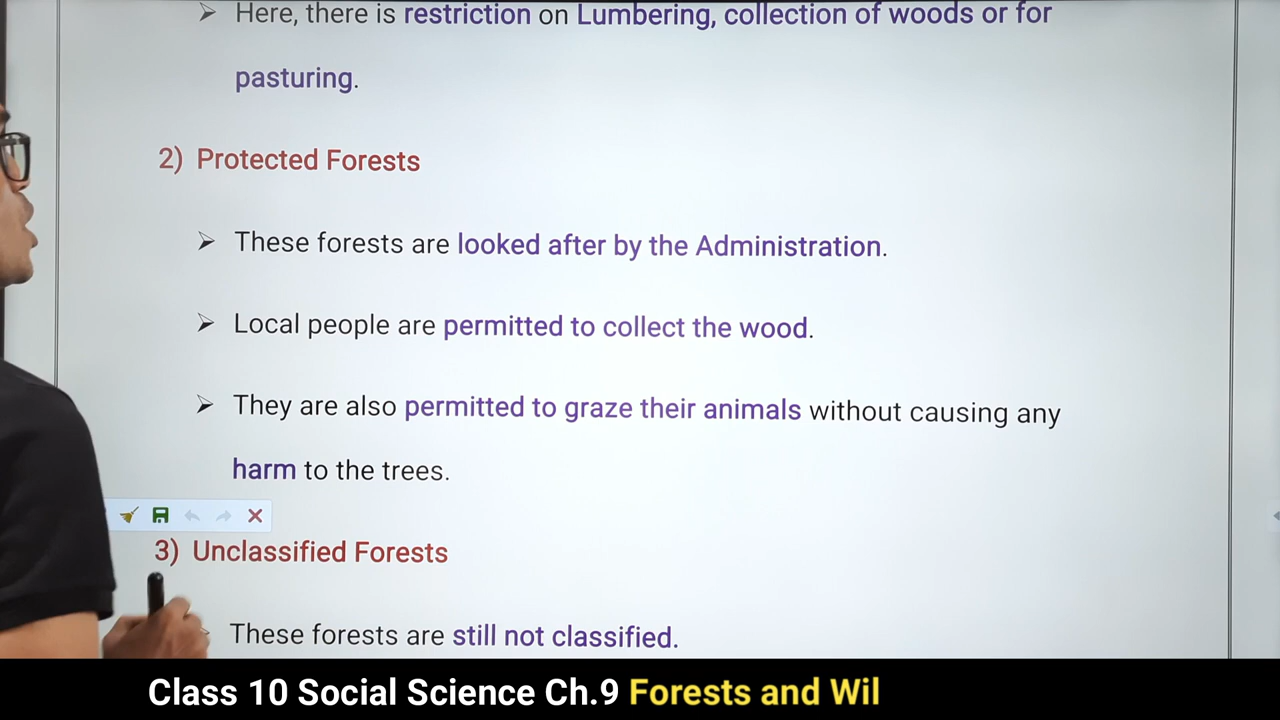 ➢ Here, there is restriction on Lumbering, collection of woods or for
pasturing.
2) Protected Forests
➢ These forests are looked after by the Administration.
➢ Local people are permitted to collect the wood.
➢ They are also permitted to graze their animals without causing any
harm to the trees.
3) Unclassified Forests
These forests are still not classified.
Class 10 Social Science Ch.9 Forests and Wil